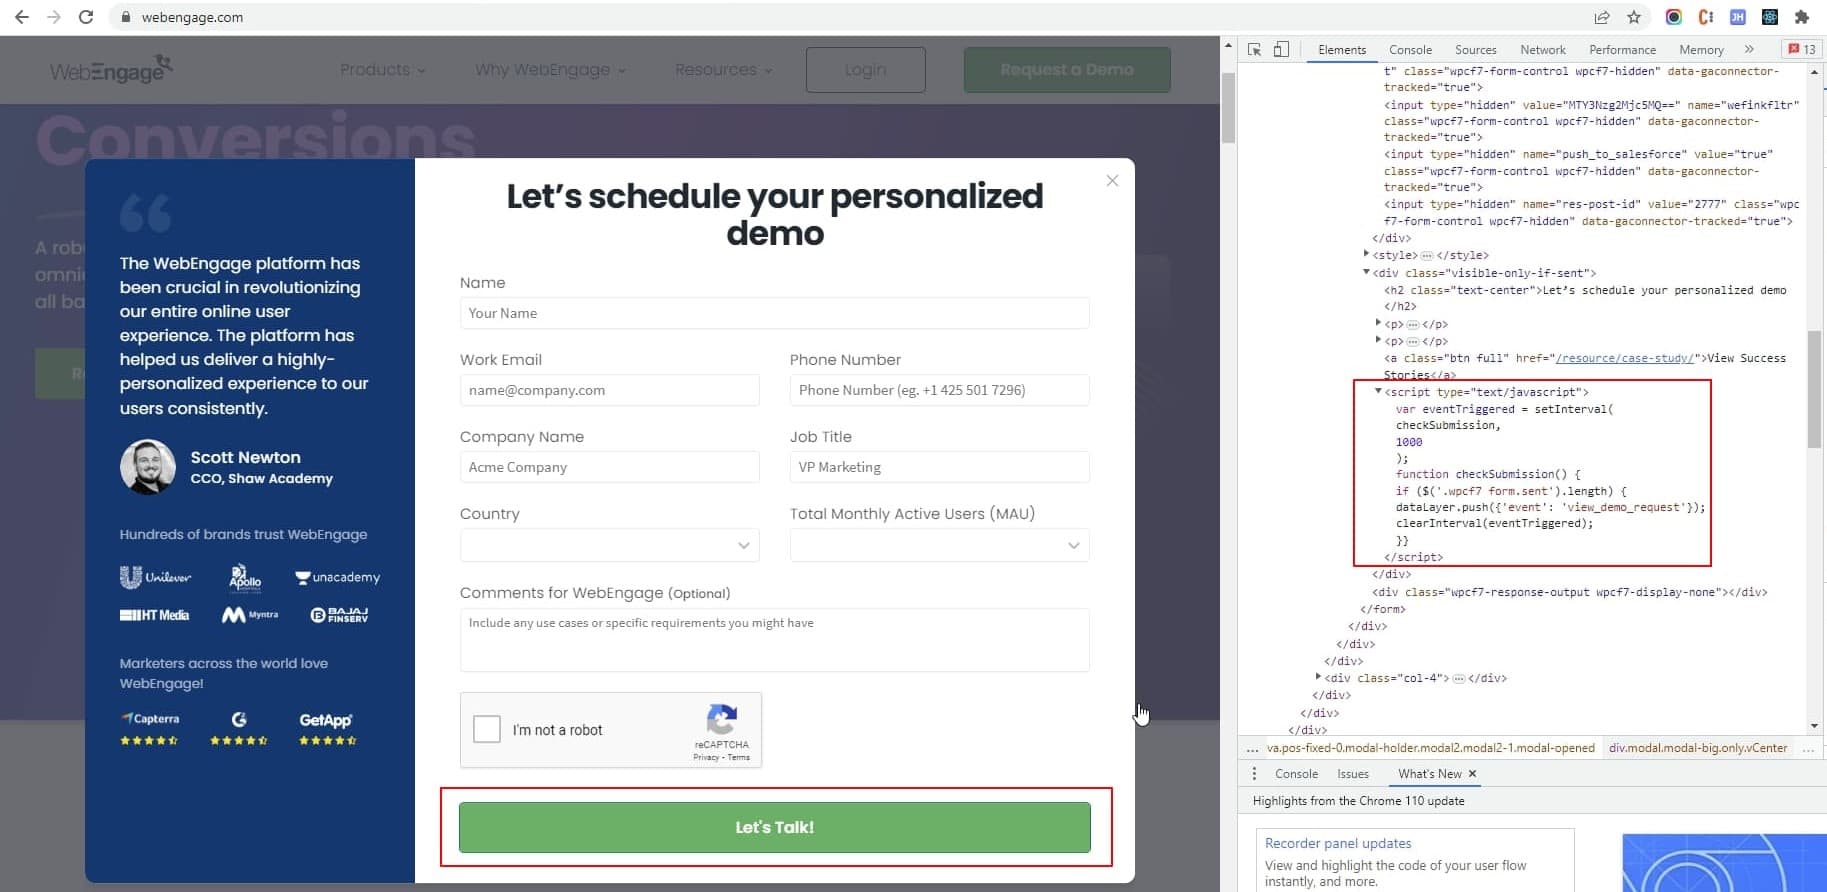 webengage.com
WebEngage
Products
Why WebEngage
Resources
Login
Request a Demo
Conversions
A rob
omni
all ba
R
“
The WebEngage platform has
been crucial in revolutionizing
our entire online user
experience. The platform has
helped us deliver a highly-
personalized experience to our
users consistently.
Scott Newton
CCO, Shaw Academy
Hundreds of brands trust WebEngage
Unilever Apollo unacademy
HT Media Myntra BAJAJ FINSERV
Marketers across the world love
WebEngage!
Capterra G GetApp
Let’s schedule your personalized
demo
Name
Your Name
Work Email Phone Number
name@company.com Phone Number (eg. +1 425 501 7296)
Company Name Job Title
Acme Company VP Marketing
Country Total Monthly Active Users (MAU)
Comments for WebEngage (Optional)
Include any use cases or specific requirements you might have
I'm not a robot
reCAPTCHA
Privacy - Terms
Let's Talk!
Elements Console Sources Network Performance Memory » 13
t" class="wpcf7-form-control wpcf7-hidden" data-gaconnector-
tracked="true">
<input type="hidden" value="MTY3Nzg2Mjc5MQ==" name="wefinkfltr"
class="wpcf7-form-control wpcf7-hidden" data-gaconnector-
tracked="true">
<input type="hidden" name="push_to_salesforce" value="true"
class="wpcf7-form-control wpcf7-hidden" data-gaconnector-
tracked="true">
<input type="hidden" name="res-post-id" value="2777" class="wpc
f7-form-control wpcf7-hidden" data-gaconnector-tracked="true">
</div>
<style>…</style>
<div class="visible-only-if-sent">
<h2 class="text-center">Let’s schedule your personalized demo
</h2>
<p>…</p>
<p>…</p>
<a class="btn full" href="/resource/case-study/">View Success
Stories</a>
<script type="text/javascript">
var eventTriggered = setInterval(
checkSubmission,
1000
);
function checkSubmission() {
if ($('.wpcf7 form.sent').length) {
dataLayer.push({'event': 'view_demo_request'});
clearInterval(eventTriggered);
}}
</script>
</div>
<div class="wpcf7-response-output wpcf7-display-none"></div>
</form>
</div>
</div>
</div>
<div class="col-4">…</div>
</div>
</div>
</div>
... va.pos-fixed-0.modal-holder.modal2.modal2-1.modal-opened div.modal.modal-big.only.vCenter ...
Console Issues What's New ×
Highlights from the Chrome 110 update
Recorder panel updates
View and highlight the code of your user flow
instantly, and more.